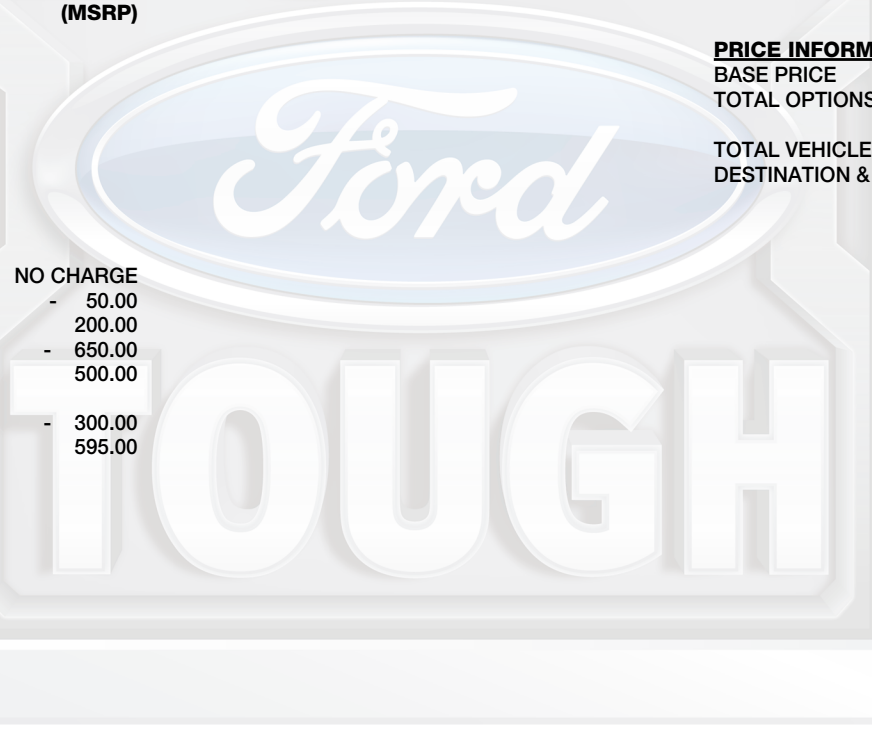 (MSRP)
PRICE INFORM
BASE PRICE
TOTAL OPTIONS
TOTAL VEHICLE
DESTINATION &
Ford
NO CHARGE
- 50.00
200.00
- 650.00
500.00
- 300.00
595.00
TOUGH